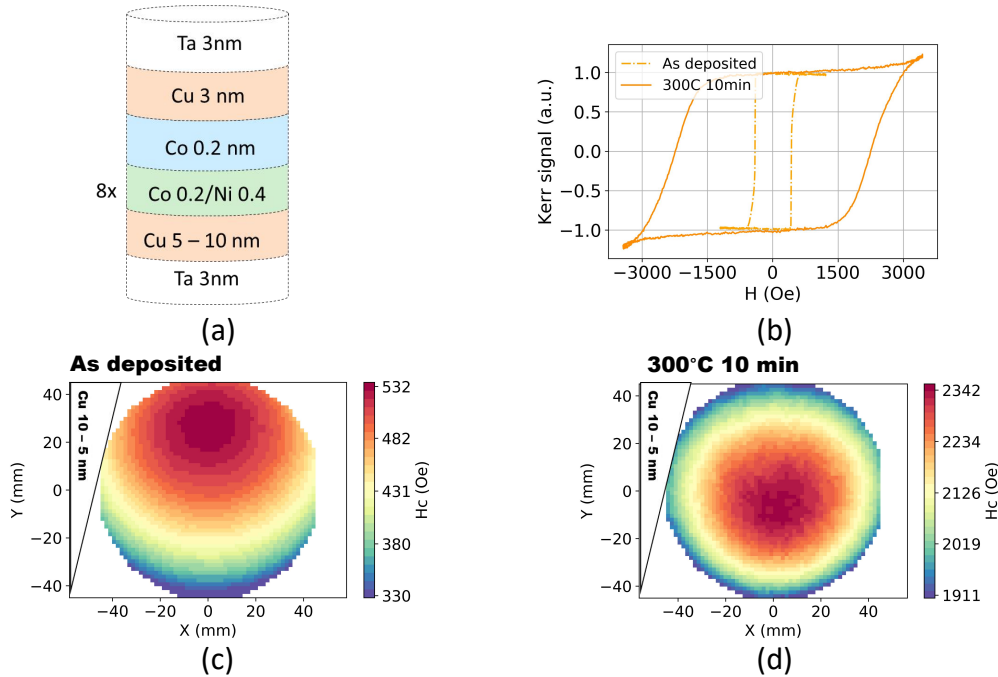 Ta 3nm
Cu 3 nm
Co 0.2 nm
8x
Co 0.2/Ni 0.4
Cu 5 – 10 nm
Ta 3nm
(a)
As deposited
300C 10min
Kerr signal (a.u.)
1.0
0.5
0.0
−0.5
−1.0
−3000 −1500 0 1500 3000
H (Oe)
(b)
As deposited
Cu 10 – 5 nm
Y (mm)
40
20
0
−20
−40
−40 −20 0 20 40
X (mm)
532
482
431
380
330
Hc (Oe)
(c)
300°C 10 min
Cu 10 – 5 nm
Y (mm)
40
20
0
−20
−40
−40 −20 0 20 40
X (mm)
2342
2234
2126
2019
1911
Hc (Oe)
(d)